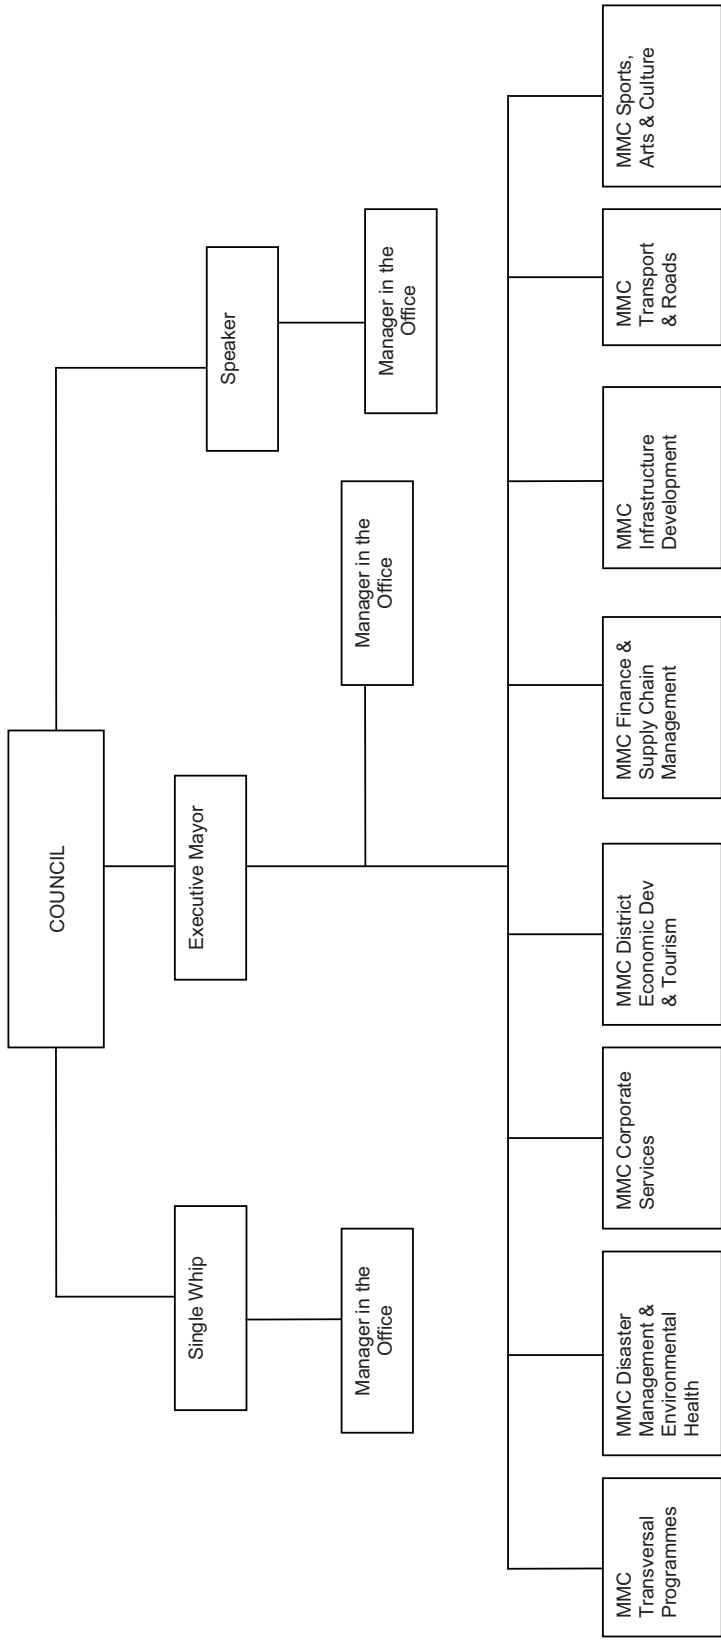 COUNCIL
Single Whip
Executive Mayor
Speaker
Manager in the
Office
Manager in the
Office
Manager in the
Office
MMC
Transversal
Programmes
MMC Disaster
Management &
Environmental
Health
MMC Corporate
Services
MMC District
Economic Dev
& Tourism
MMC Finance &
Supply Chain
Management
MMC
Infrastructure
Development
MMC
Transport
& Roads
MMC Sports,
Arts & Culture